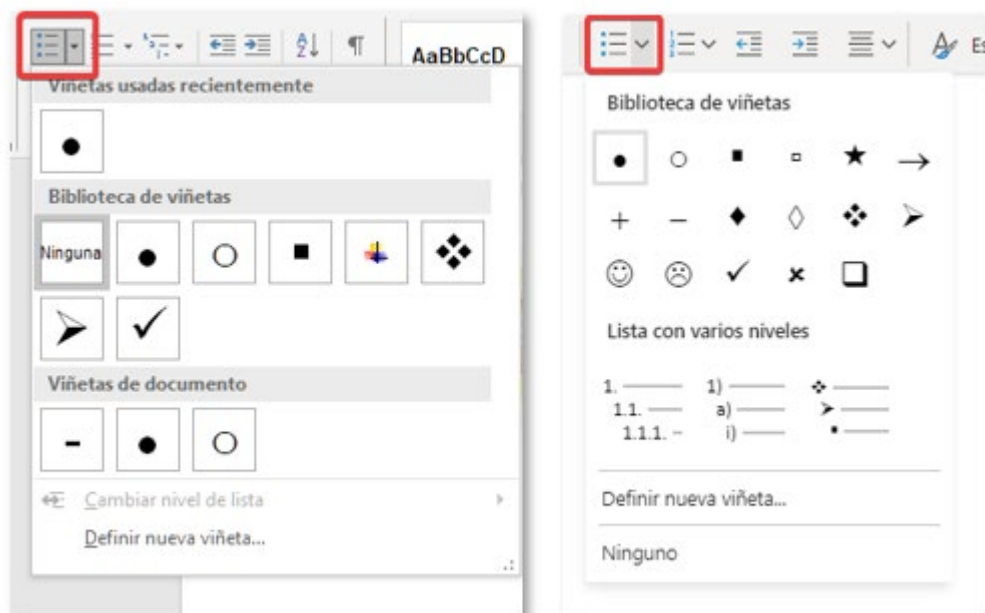 AaBbCcD
Viñetas usadas recientemente
Biblioteca de viñetas
Ninguna
Viñetas de documento
Cambiar nivel de lista
Definir nueva viñeta...
Es
Biblioteca de viñetas
Lista con varios niveles
1.
1.1.
1.1.1.
1)
a)
i)
Definir nueva viñeta...
Ninguno